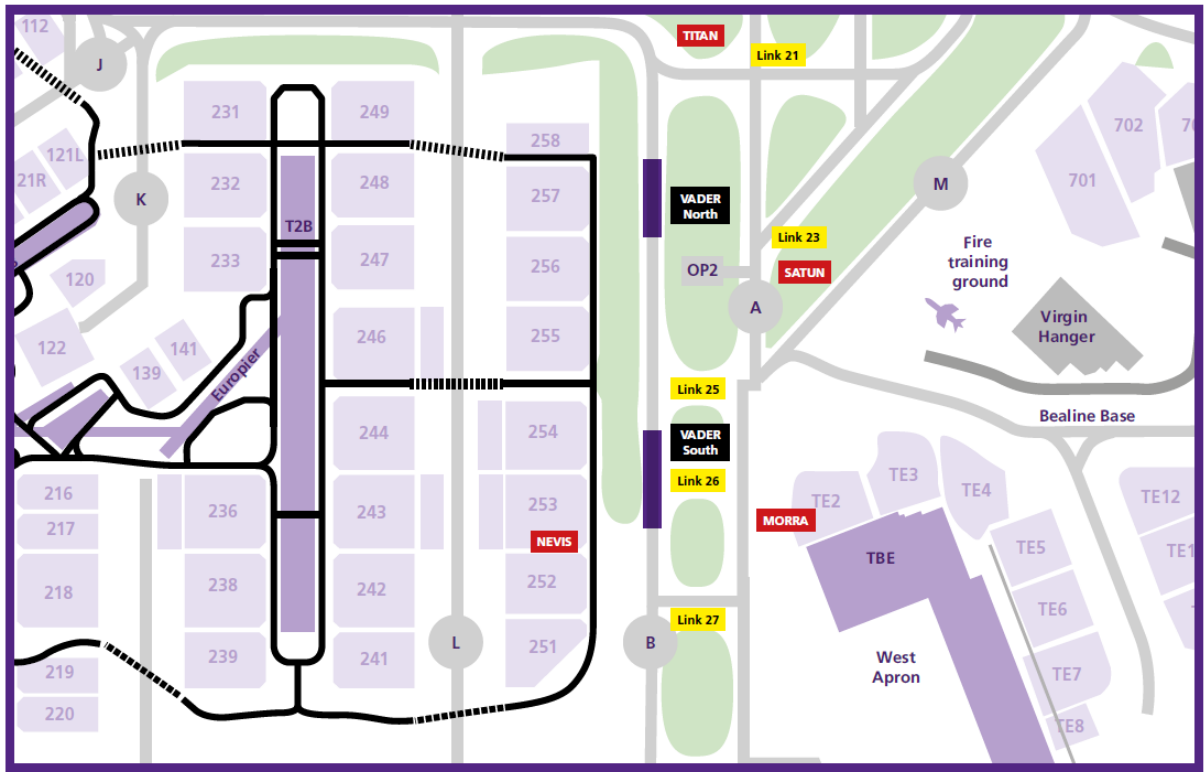 112
TITAN
Link 21
J
231
249
702
121L
258
701
21R
232
248
257
M
K
VADER
North
T2B
Link 23
Fire
training
ground
233
247
256
OP2
SATUN
120
A
Virgin
Hanger
122
141
246
255
139
Europier
Link 25
Bealine Base
244
254
VADER
South
TE3
Link 26
TE4
216
TE2
TE12
236
243
253
MORRA
217
NEVIS
TE5
TBE
218
238
242
252
TE6
Link 27
239
241
251
L
B
West
Apron
219
TE7
220
TE8